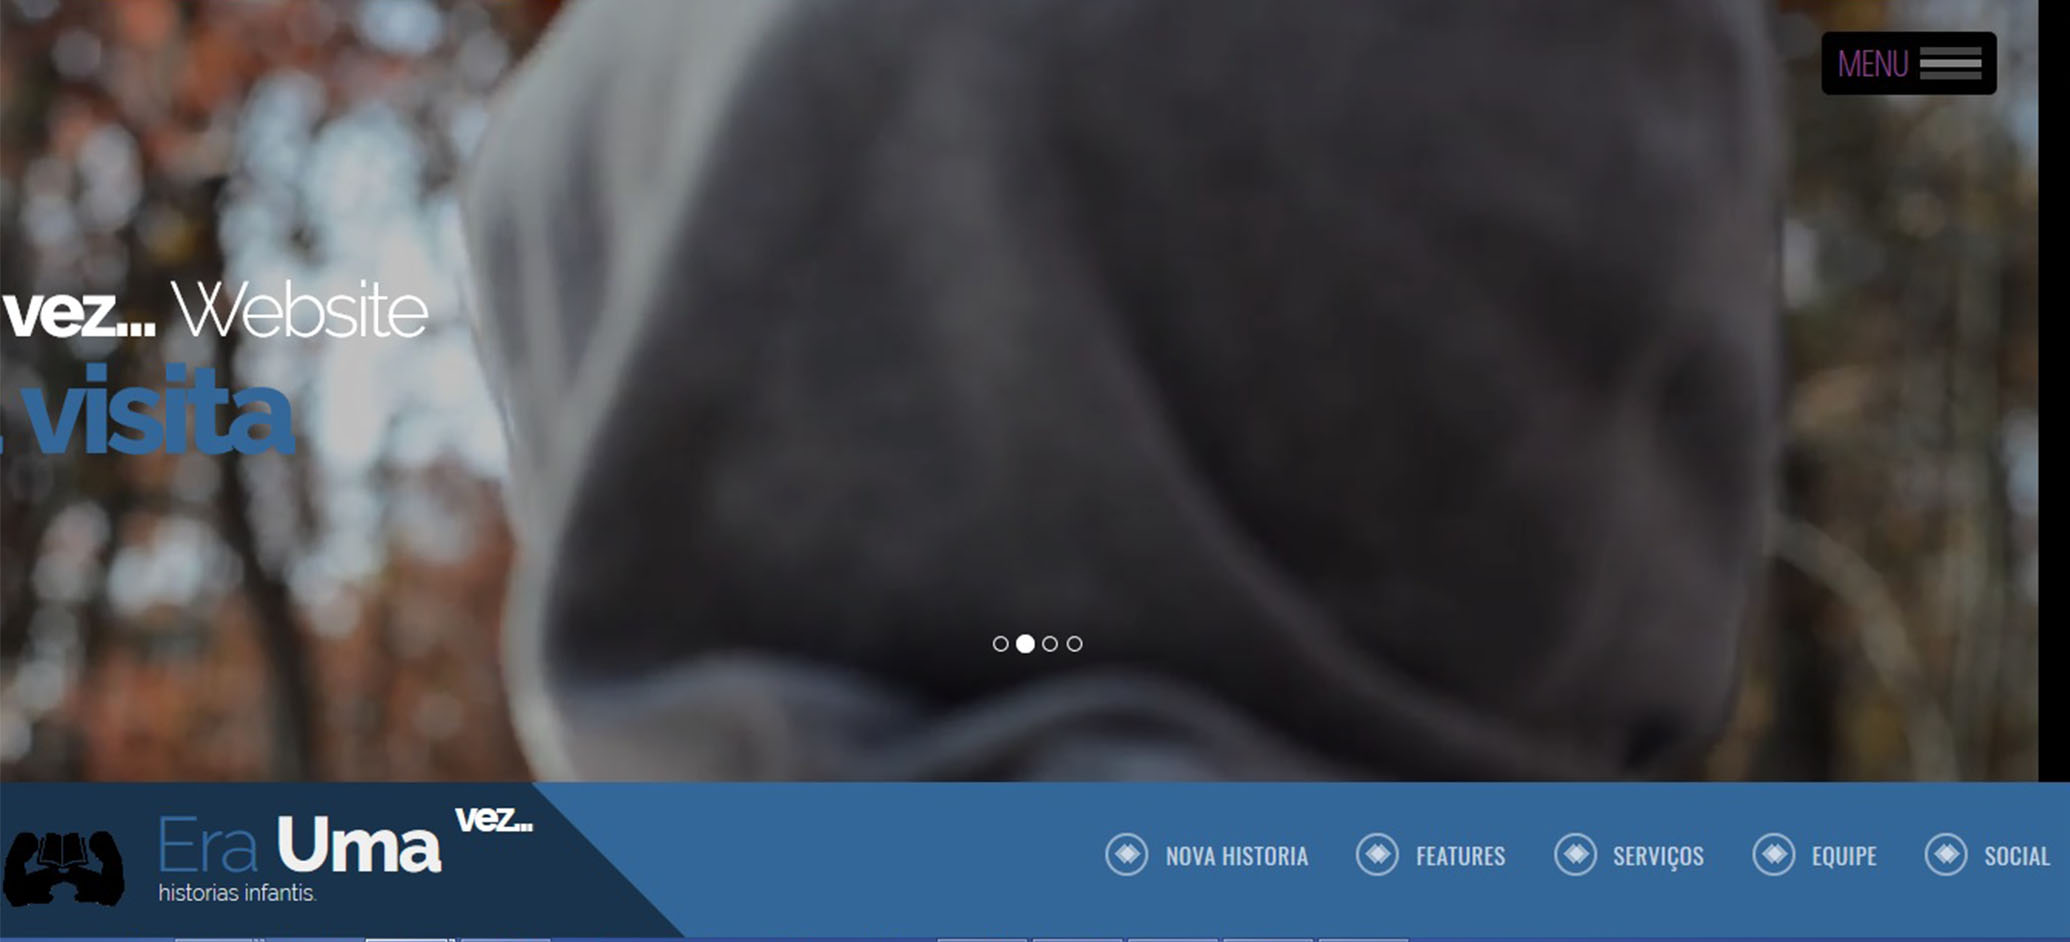 MENU
vez... Website
visita
Era Uma vez...
historias infantis.
NOVA HISTORIA
FEATURES
SERVIÇOS
EQUIPE
SOCIAL